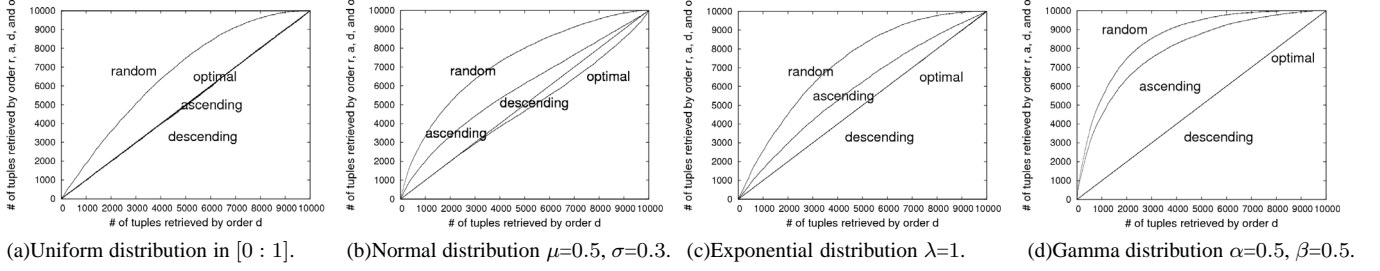 # of tuples retrieved by order r, a, d, and o
10000
9000
8000
7000
6000
5000
4000
3000
2000
1000
0
random
optimal
ascending
descending
0 1000 2000 3000 4000 5000 6000 7000 8000 9000 10000
# of tuples retrieved by order d
(a)Uniform distribution in [0 : 1].
# of tuples retrieved by order r, a, d, and o
10000
9000
8000
7000
6000
5000
4000
3000
2000
1000
0
random
optimal
descending
ascending
0 1000 2000 3000 4000 5000 6000 7000 8000 9000 10000
# of tuples retrieved by order d
(b)Normal distribution μ=0.5, σ=0.3.
# of tuples retrieved by order r, a, d, and o
10000
9000
8000
7000
6000
5000
4000
3000
2000
1000
0
random
optimal
ascending
descending
0 1000 2000 3000 4000 5000 6000 7000 8000 9000 10000
# of tuples retrieved by order d
(c)Exponential distribution λ=1.
# of tuples retrieved by order r, a, d, and o
10000
9000
8000
7000
6000
5000
4000
3000
2000
1000
0
random
optimal
ascending
descending
0 1000 2000 3000 4000 5000 6000 7000 8000 9000 10000
# of tuples retrieved by order d
(d)Gamma distribution α=0.5, β=0.5.